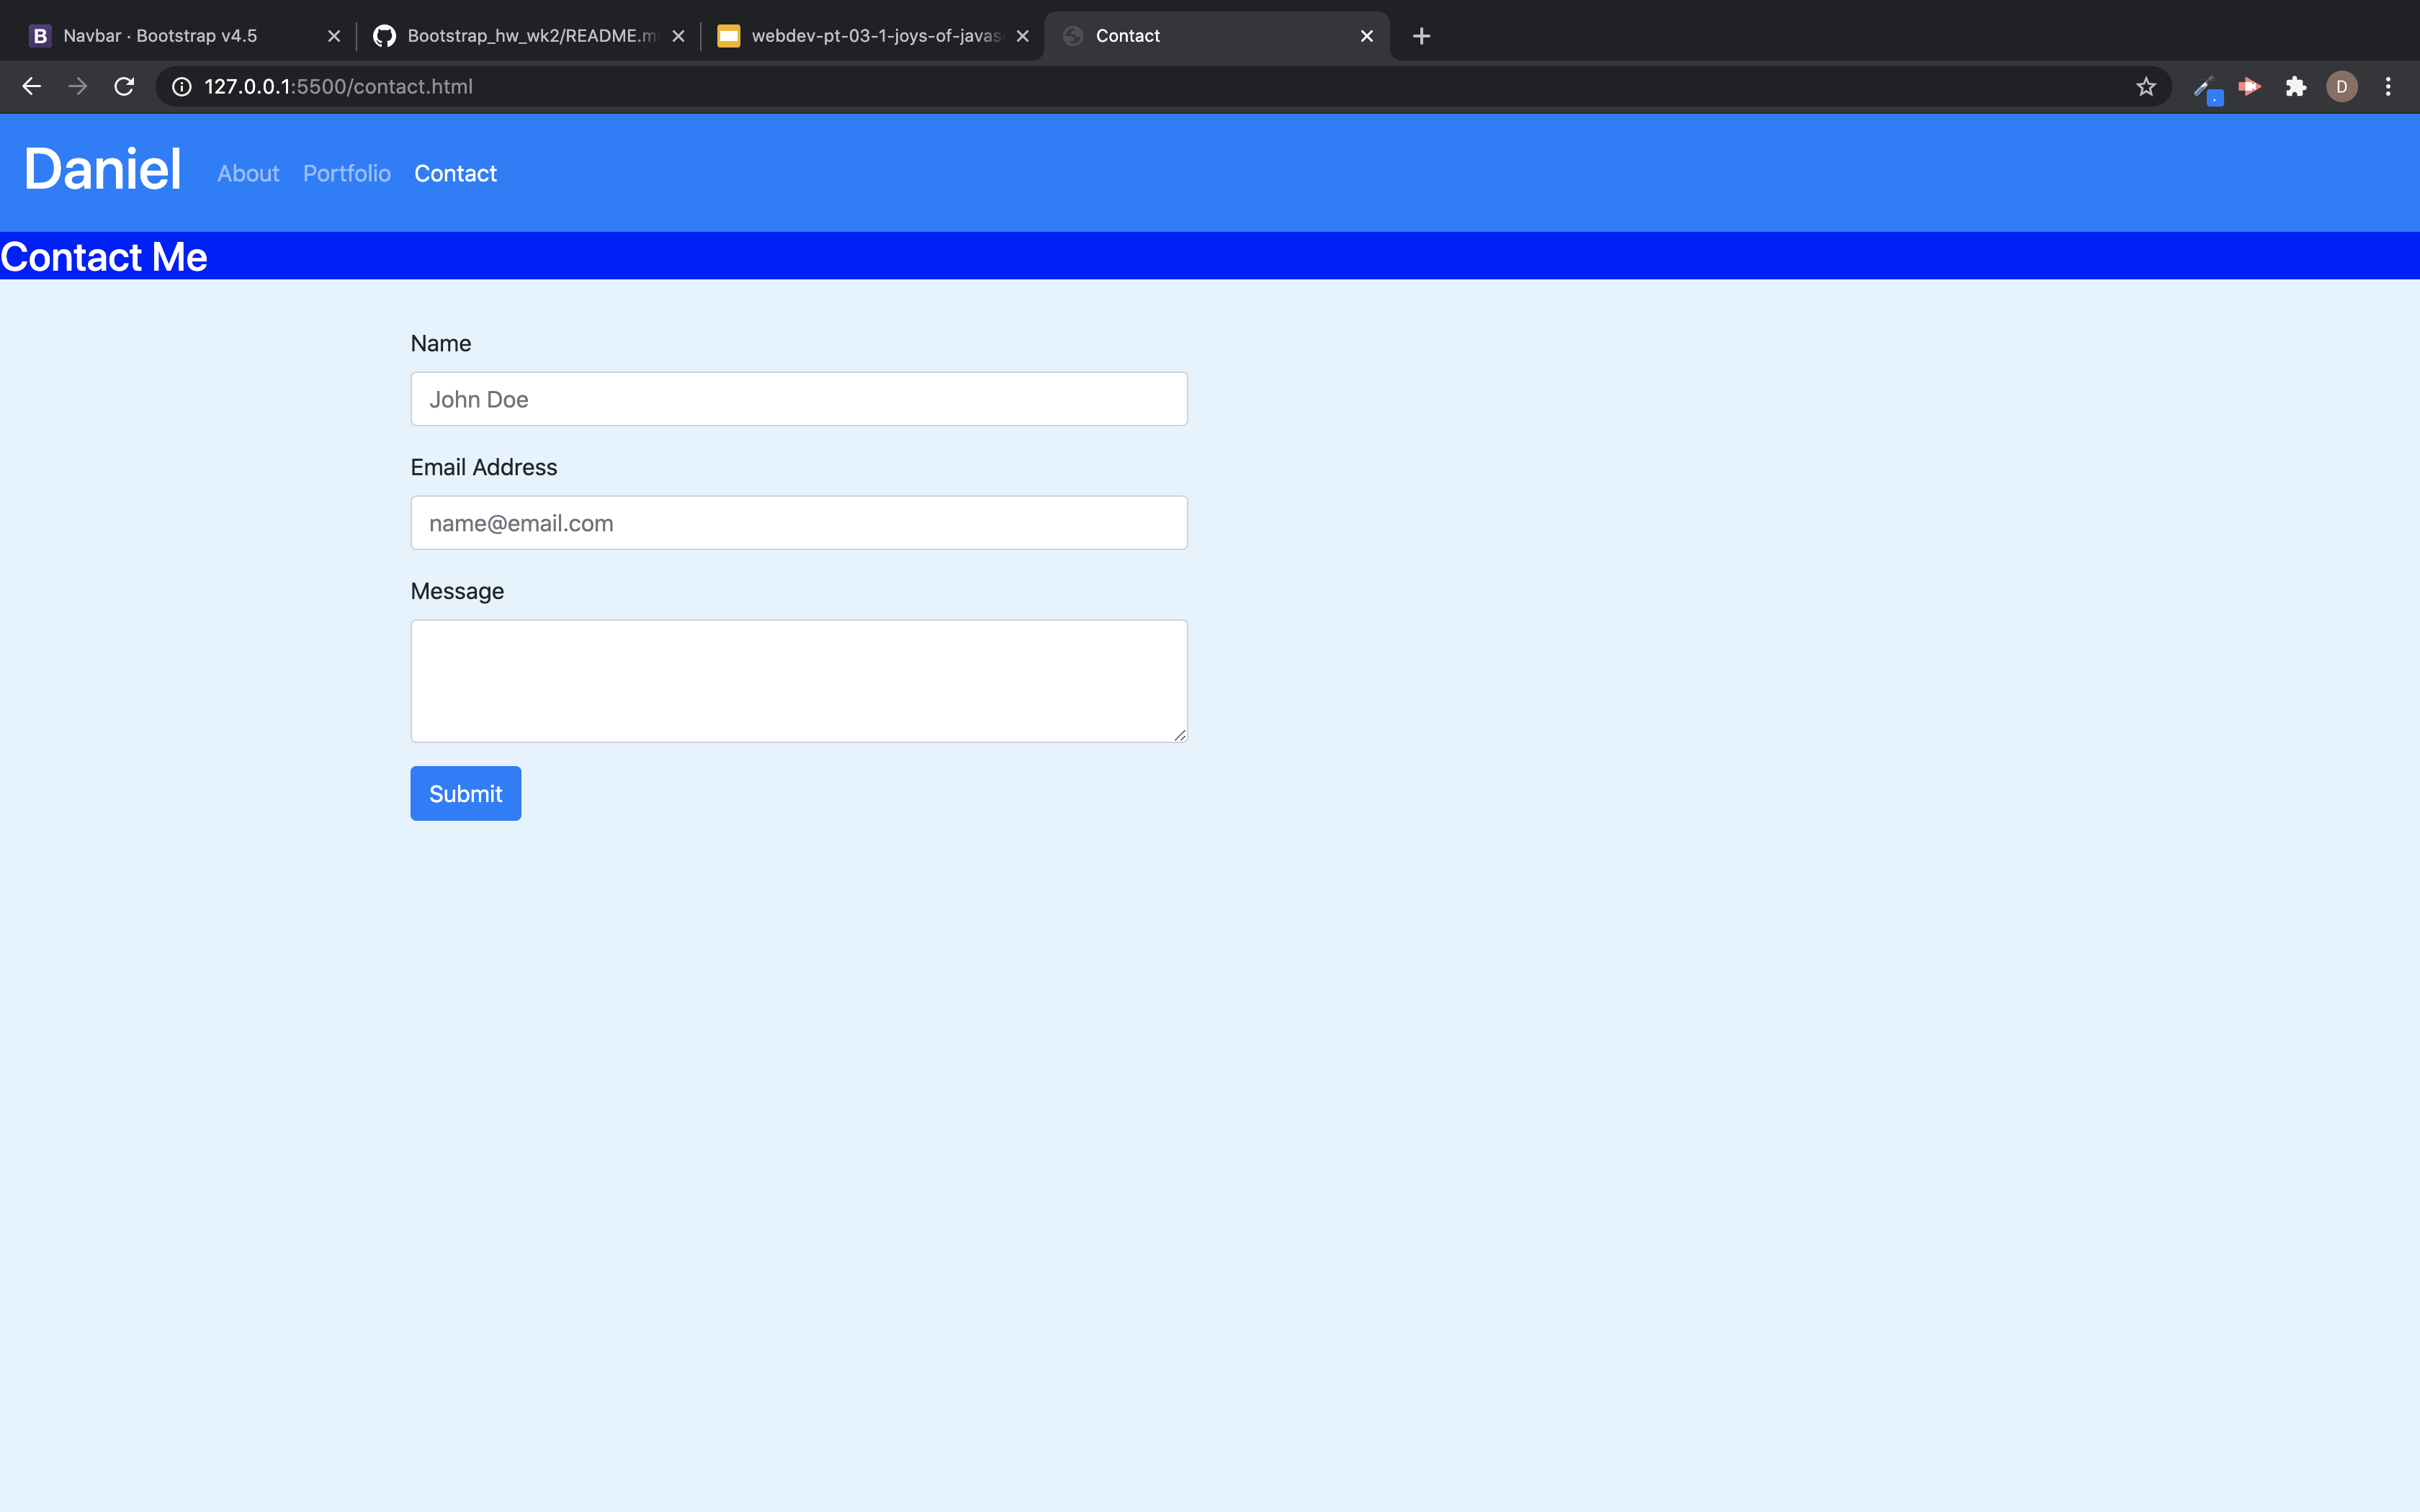 B Navbar · Bootstrap v4.5
Bootstrap_hw_wk2/README.m
webdev-pt-03-1-joys-of-javas
Contact
127.0.0.1:5500/contact.html
D
Daniel About Portfolio Contact
Contact Me
Name
John Doe
Email Address
name@email.com
Message
Submit